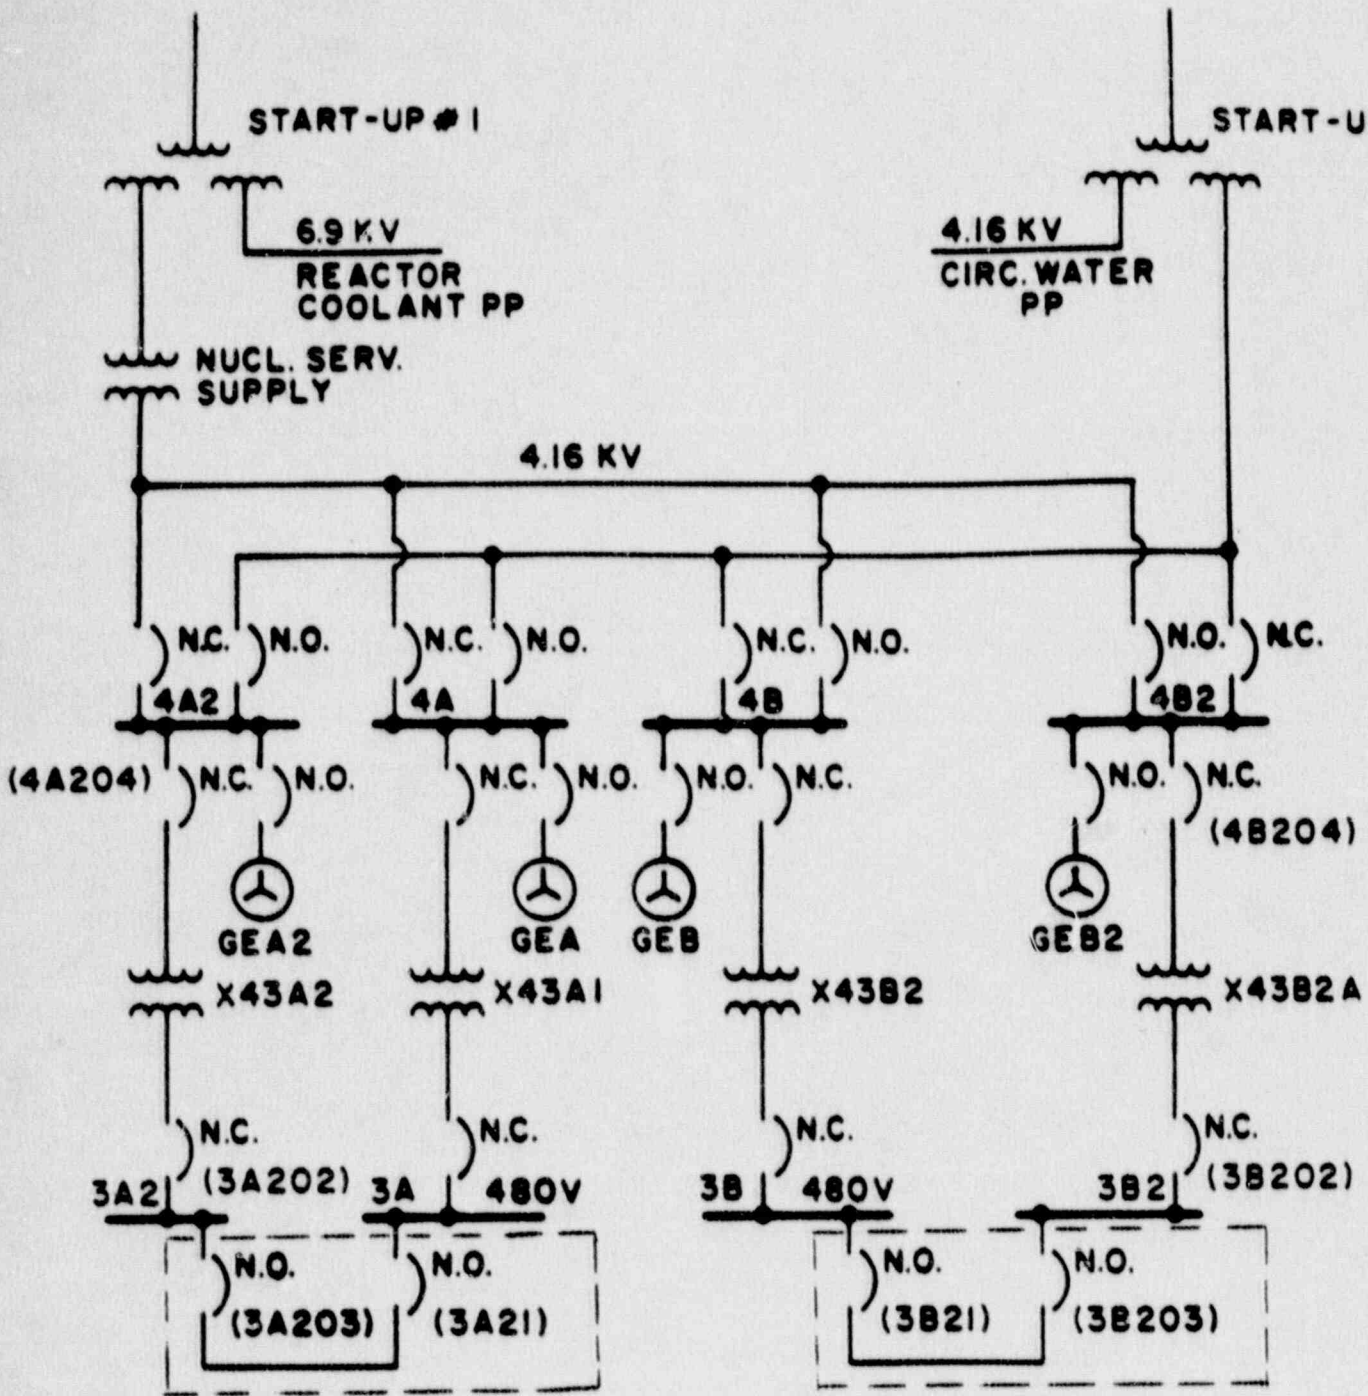 START-UP # 1
START-U
6.9 KV
REACTOR
COOLANT PP
4.16 KV
CIRC. WATER
PP
NUCL. SERV.
SUPPLY
4.16 KV
N.C. N.O. N.C. N.O. N.C. N.O. N.O. N.C.
4A2 4A 4B 4B2
(4A204) N.C. N.O. N.C. N.O. N.O. N.C. N.O. N.C.
(4B204)
GEA2 GEA GEB GEB2
X43A2 X43A1 X43B2 X43B2A
N.C. N.C. N.C. N.C.
3A2 (3A202) 3A 480V 3B 480V 3B2 (3B202)
N.O. N.O. N.O. N.O.
(3A203) (3A21) (3B21) (3B203)